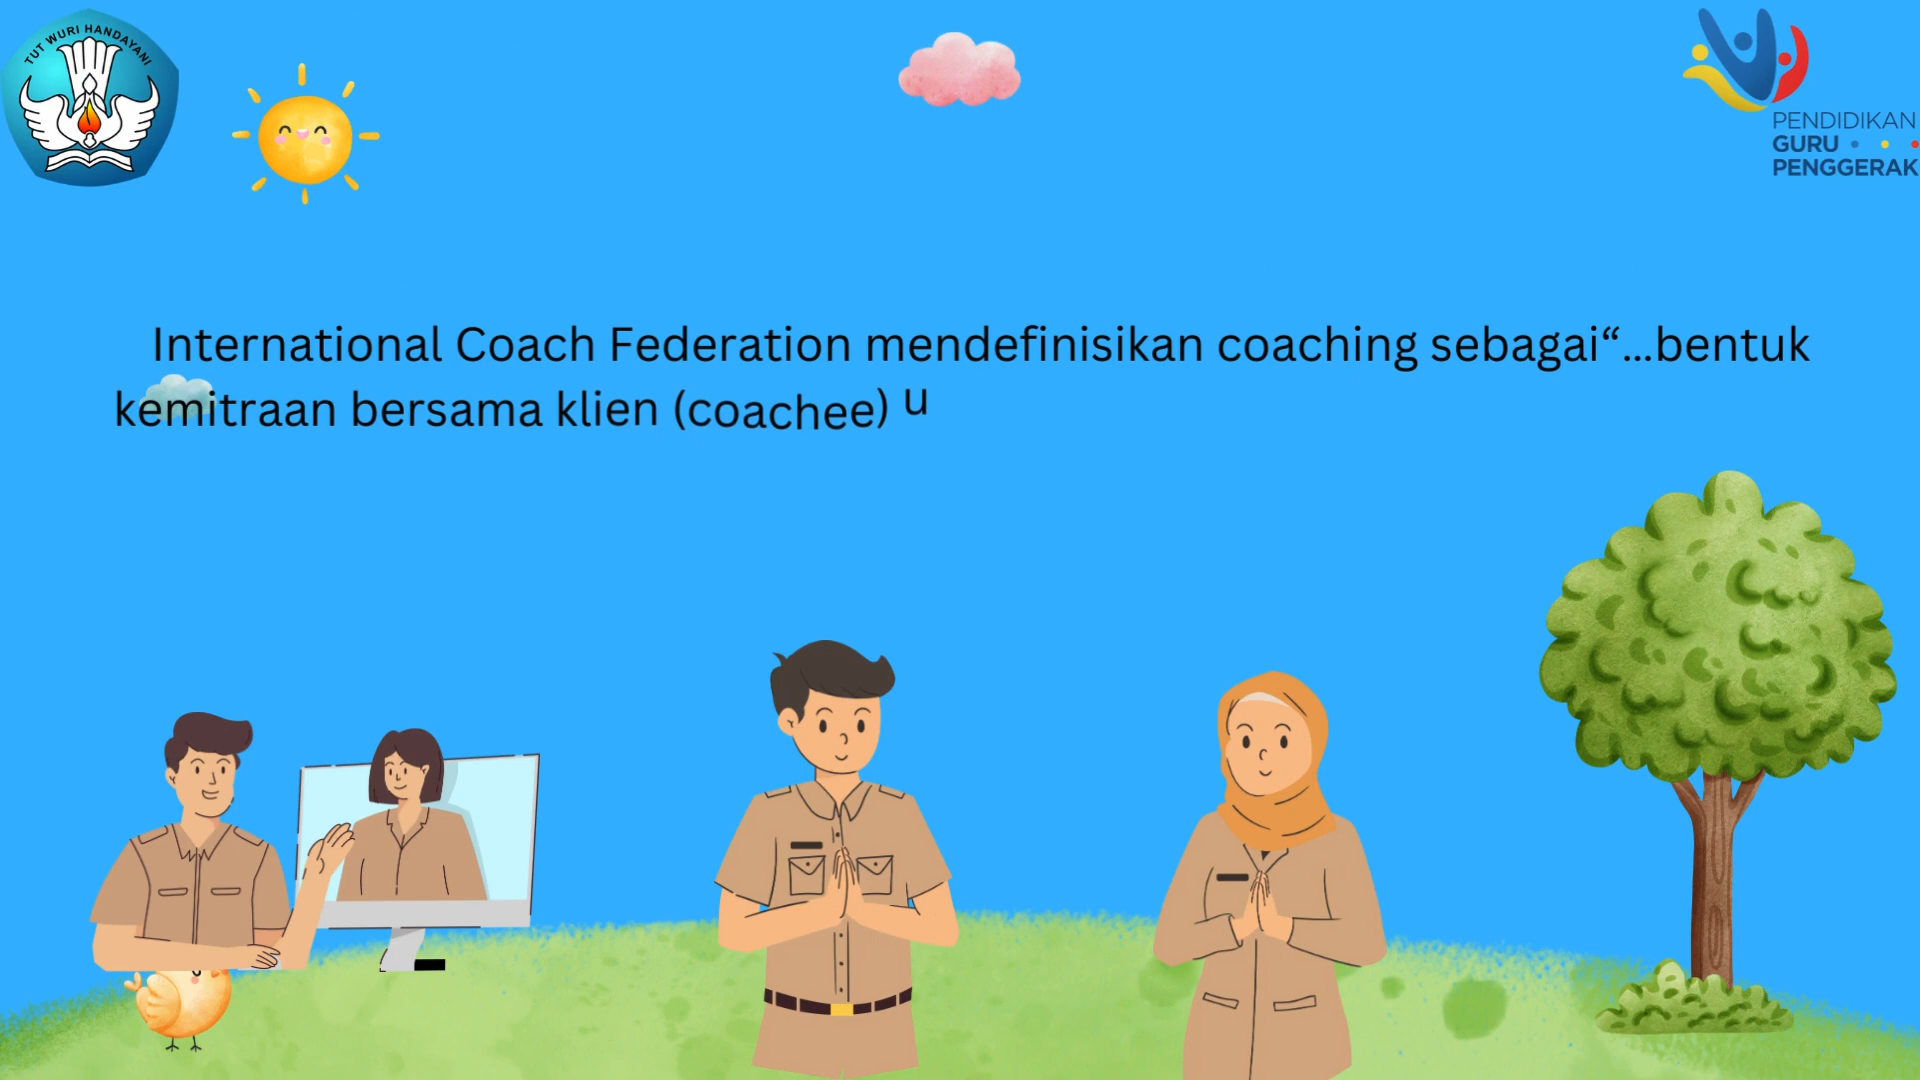 TUT WURI HANDAYANI
PENDIDIKAN
GURU
PENGGERAK
International Coach Federation mendefinisikan coaching sebagai“...bentuk
kemitraan bersama klien (coachee) u